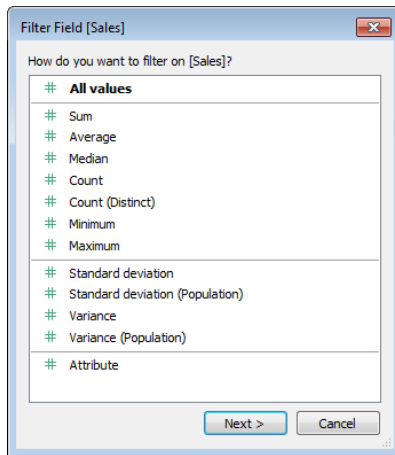 Filter Field [Sales]
How do you want to filter on [Sales]?
# All values
# Sum
# Average
# Median
# Count
# Count (Distinct)
# Minimum
# Maximum
# Standard deviation
# Standard deviation (Population)
# Variance
# Variance (Population)
# Attribute
Next > Cancel